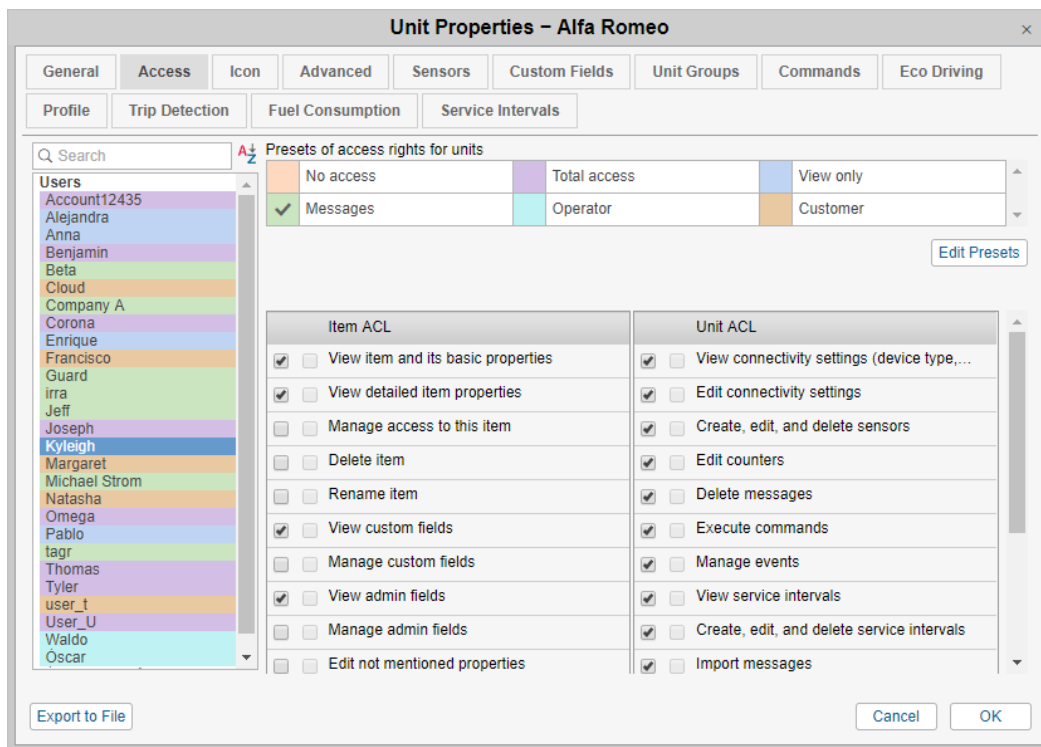 Unit Properties – Alfa Romeo
General Access Icon Advanced Sensors Custom Fields Unit Groups Commands Eco Driving
Profile Trip Detection Fuel Consumption Service Intervals
Search
Users
Account12435
Alejandra
Anna
Benjamin
Beta
Cloud
Company A
Corona
Enrique
Francisco
Guard
irra
Jeff
Joseph
Kyleigh
Margaret
Michael Strom
Natasha
Omega
Pablo
tagr
Thomas
Tyler
user_t
User_U
Waldo
Óscar
Presets of access rights for units
No access Total access View only
Messages Operator Customer
Edit Presets
Item ACL Unit ACL
View item and its basic properties View connectivity settings (device type,...
View detailed item properties Edit connectivity settings
Manage access to this item Create, edit, and delete sensors
Delete item Edit counters
Rename item Delete messages
View custom fields Execute commands
Manage custom fields Manage events
View admin fields View service intervals
Manage admin fields Create, edit, and delete service intervals
Edit not mentioned properties Import messages
Export to File Cancel OK